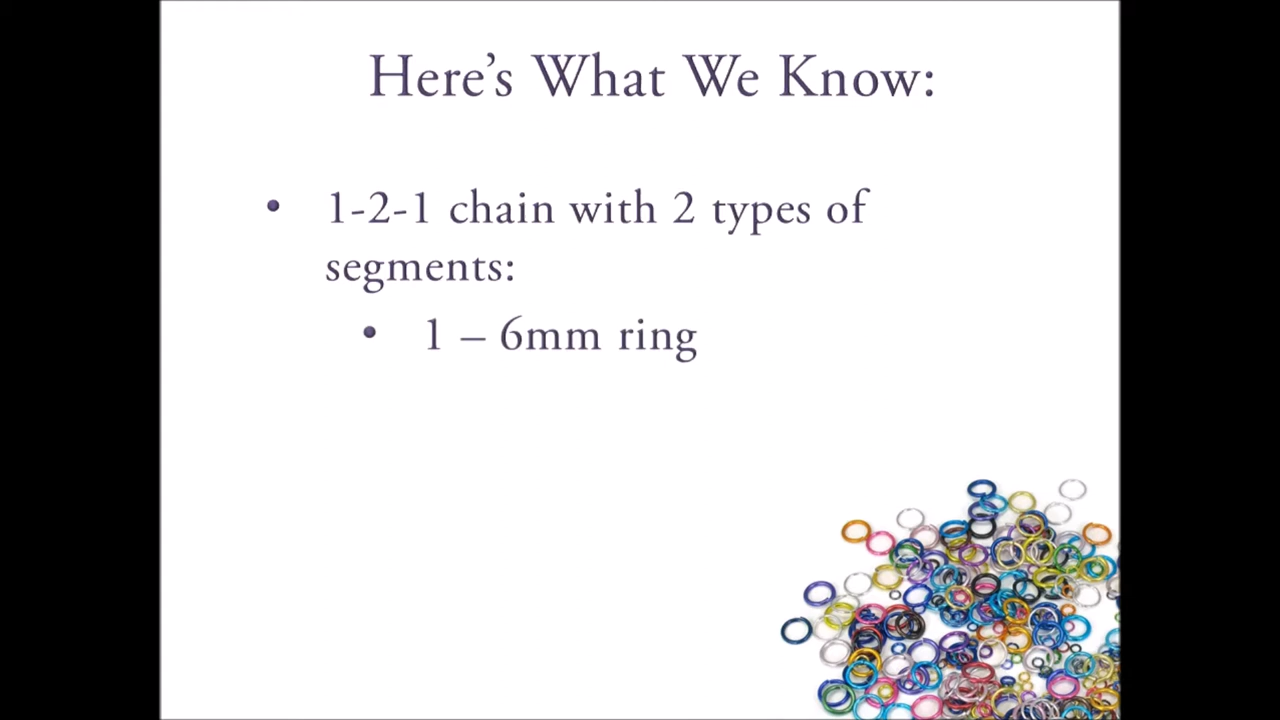 Here’s What We Know:
• 1-2-1 chain with 2 types of
segments:
• 1 – 6mm ring